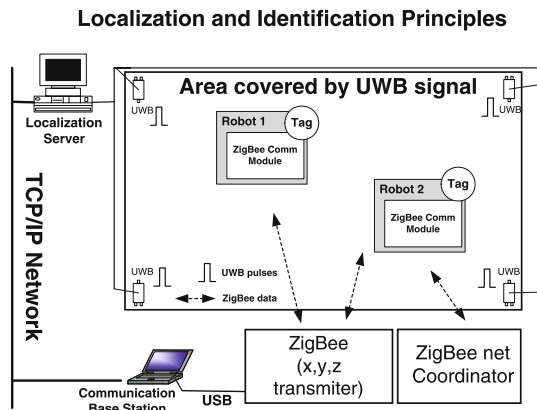 Localization and Identification Principles
Area covered by UWB signal
UWB
UWB
Localization
Server
Robot 1
Tag
ZigBee Comm
Module
Robot 2
Tag
ZigBee Comm
Module
TCP/IP Network
UWB
UWB pulses
ZigBee data
UWB
ZigBee
(x,y,z
transmiter)
ZigBee net
Coordinator
Communication
Base Station
USB